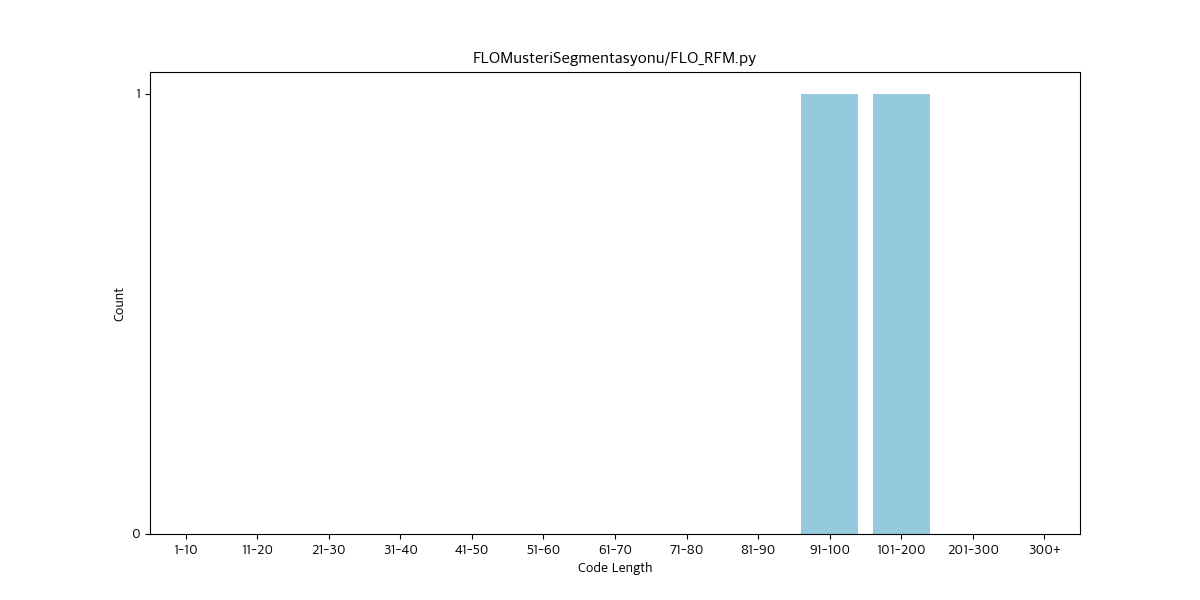 FLOMusteriSegmentasyonu/FLO_RFM.py
1
Count
0
1-10 11-20 21-30 31-40 41-50 51-60 61-70 71-80 81-90 91-100 101-200 201-300 300+
Code Length